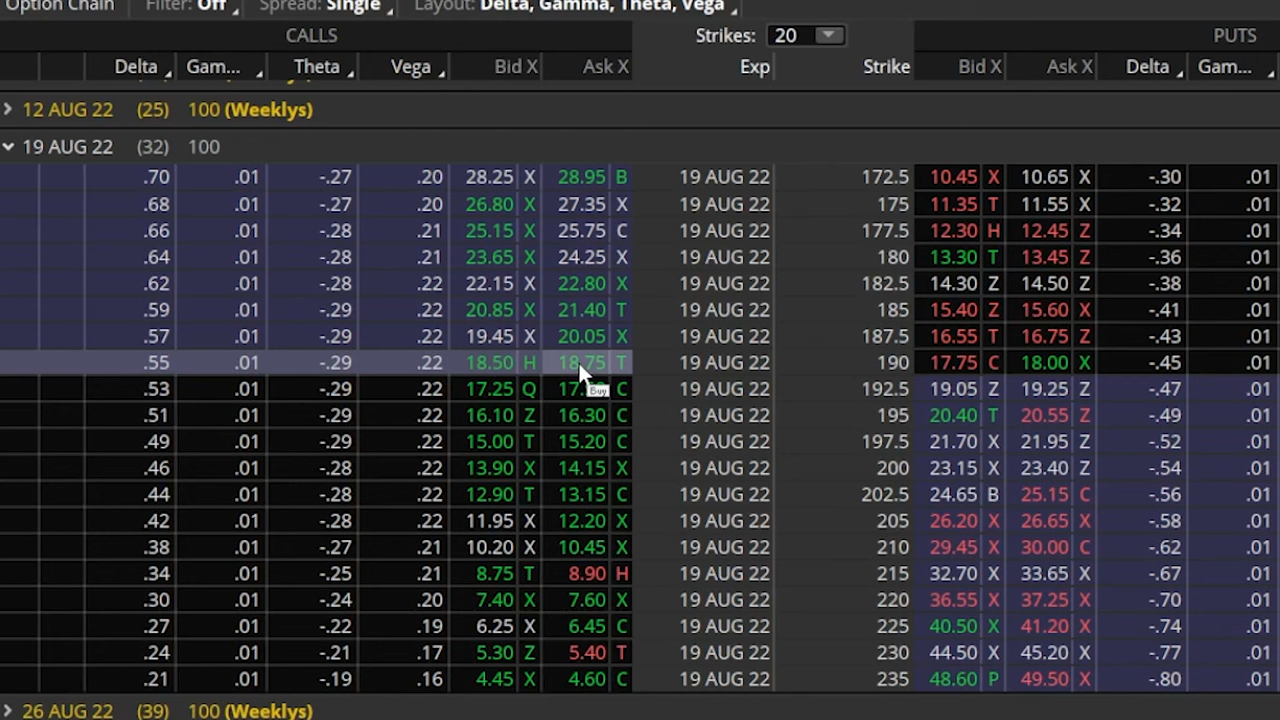 Option Chain Filter: Off Spread: Single Layout: Delta, Gamma, Theta, Vega
CALLS Strikes: 20 PUTS
Delta Gam... Theta Vega Bid X Ask X Exp Strike Bid X Ask X Delta Gam...
12 AUG 22 (25) 100 (Weeklys)
19 AUG 22 (32) 100
.70 .01 -.27 .20 28.25 X 28.95 B 19 AUG 22 172.5 10.45 X 10.65 X -.30 .01
.68 .01 -.27 .20 26.80 X 27.35 X 19 AUG 22 175 11.35 T 11.55 X -.32 .01
.66 .01 -.28 .21 25.15 X 25.75 C 19 AUG 22 177.5 12.30 H 12.45 Z -.34 .01
.64 .01 -.28 .21 23.65 X 24.25 X 19 AUG 22 180 13.30 T 13.45 Z -.36 .01
.62 .01 -.28 .21 22.15 X 22.80 X 19 AUG 22 182.5 14.30 Z 14.50 Z -.38 .01
.59 .01 -.29 .22 20.85 X 21.40 T 19 AUG 22 185 15.40 Z 15.60 X -.41 .01
.57 .01 -.29 .22 19.45 X 20.05 X 19 AUG 22 187.5 16.55 T 16.75 Z -.43 .01
.55 .01 -.29 .22 18.50 H 18.75 T 19 AUG 22 190 17.75 C 18.00 X -.45 .01
.53 .01 -.29 .22 17.25 Q C 19 AUG 22 192.5 19.05 Z 19.25 Z -.47 .01
Buy
.51 .01 -.29 .22 16.10 Z 16.30 C 19 AUG 22 195 20.40 T 20.55 Z -.49 .01
.49 .01 -.29 .22 15.00 T 15.20 C 19 AUG 22 197.5 21.70 X 21.95 Z -.52 .01
.46 .01 -.28 .22 13.90 X 14.15 X 19 AUG 22 200 23.15 X 23.40 Z -.54 .01
.44 .01 -.28 .22 12.90 T 13.15 C 19 AUG 22 202.5 24.65 B 25.15 C -.56 .01
.42 .01 -.28 .22 11.95 X 12.20 X 19 AUG 22 205 26.20 X 26.65 X -.58 .01
.38 .01 -.27 .21 10.20 X 10.45 X 19 AUG 22 210 29.45 X 30.00 C -.62 .01
.34 .01 -.25 .21 8.75 T 8.90 H 19 AUG 22 215 32.70 X 33.65 X -.67 .01
.30 .01 -.24 .20 7.40 X 7.60 X 19 AUG 22 220 36.55 X 37.25 X -.70 .01
.27 .01 -.22 .19 6.25 X 6.45 C 19 AUG 22 225 40.50 X 41.20 X -.74 .01
.24 .01 -.21 .17 5.30 Z 5.40 T 19 AUG 22 230 44.50 X 45.20 X -.77 .01
.21 .01 -.19 .16 4.45 X 4.60 C 19 AUG 22 235 48.60 P 49.50 X -.80 .01
26 AUG 22 (39) 100 (Weeklys)